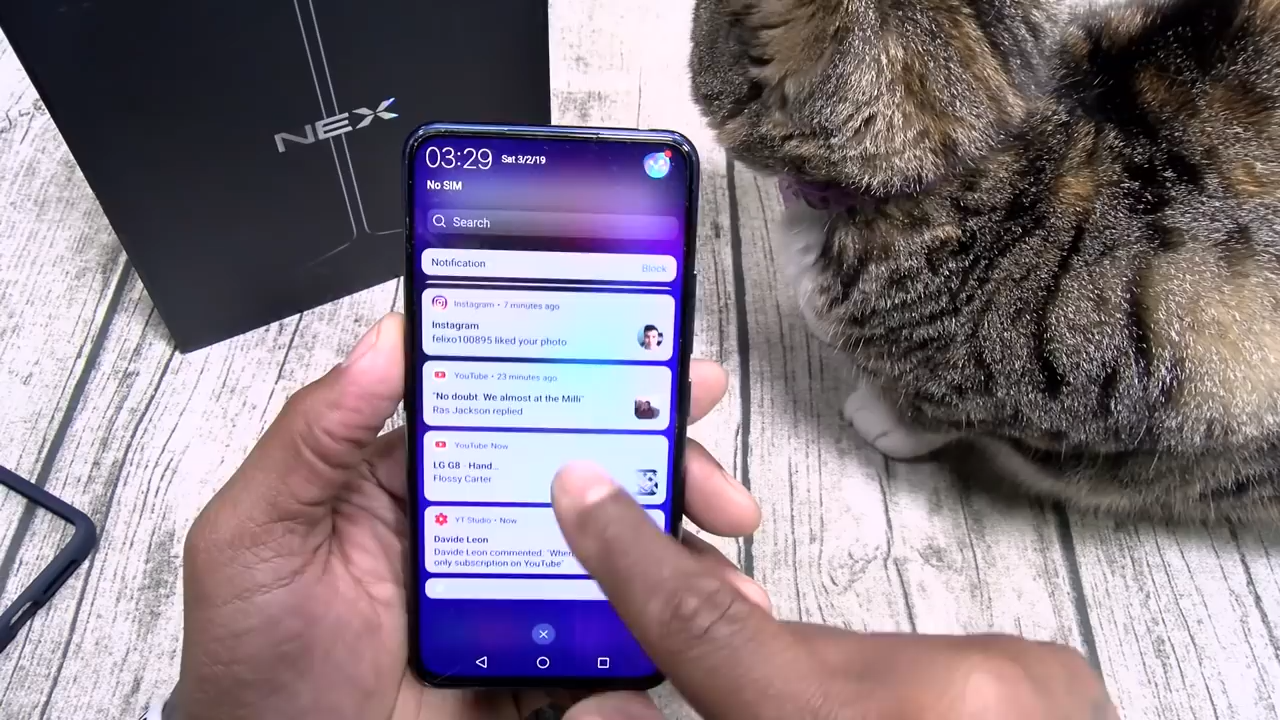 NEX
03:29 Sat 3/2/19
No SIM
Search
Notification Block
Instagram • 7 minutes ago
Instagram
felixo100895 liked your photo
YouTube • 23 minutes ago
"No doubt. We almost at the Milli"
Ras Jackson replied
YouTube Now
LG G8 - Hand...
Flossy Carter
YT Studio • Now
Davide Leon
Davide Leon commented. "When
only subscription on YouTube"